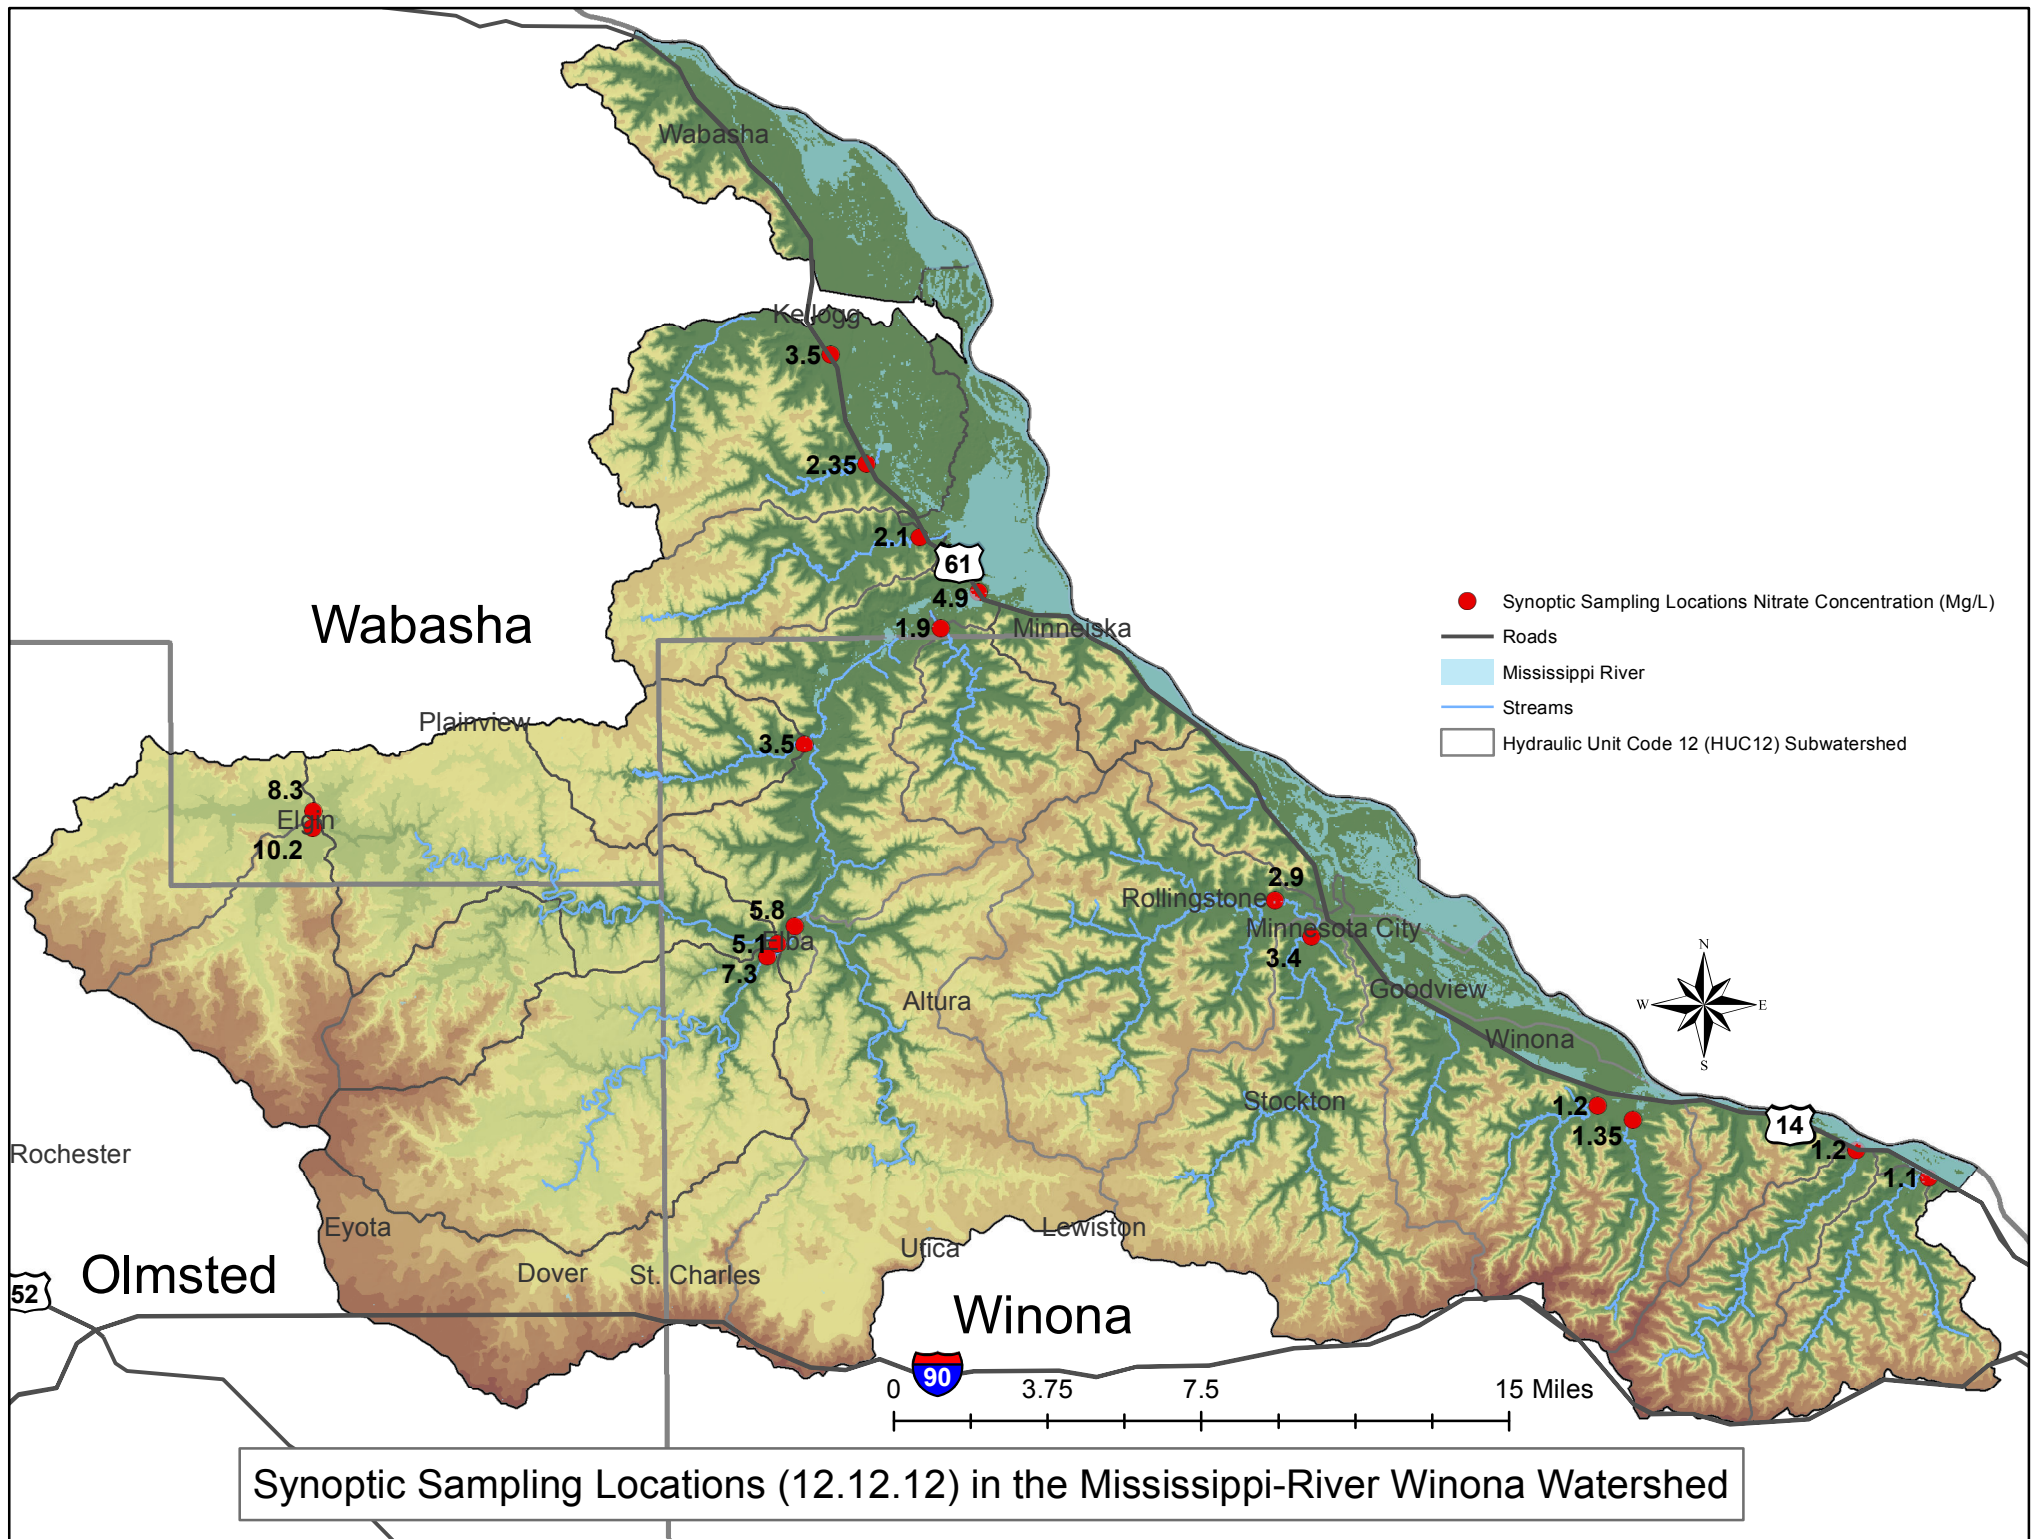 Wabasha
Kellogg
3.5
2.35
2.1
61
4.9
1.9
Minneiska
Wabasha
Synoptic Sampling Locations Nitrate Concentration (Mg/L)
Roads
Mississippi River
Streams
Hydraulic Unit Code 12 (HUC12) Subwatershed
Plainview
3.5
8.3
Elgin
10.2
5.8
5.1
Elba
7.3
2.9
Rollingstone
Minnesota City
3.4
Altura
Goodview
Winona
N
W
E
S
Stockton
1.2
1.35
14
1.2
1.1
Rochester
Eyota
Lewiston
Utica
Olmsted
Dover
St. Charles
52
Winona
90
0
3.75
7.5
15 Miles
Synoptic Sampling Locations (12.12.12) in the Mississippi-River Winona Watershed